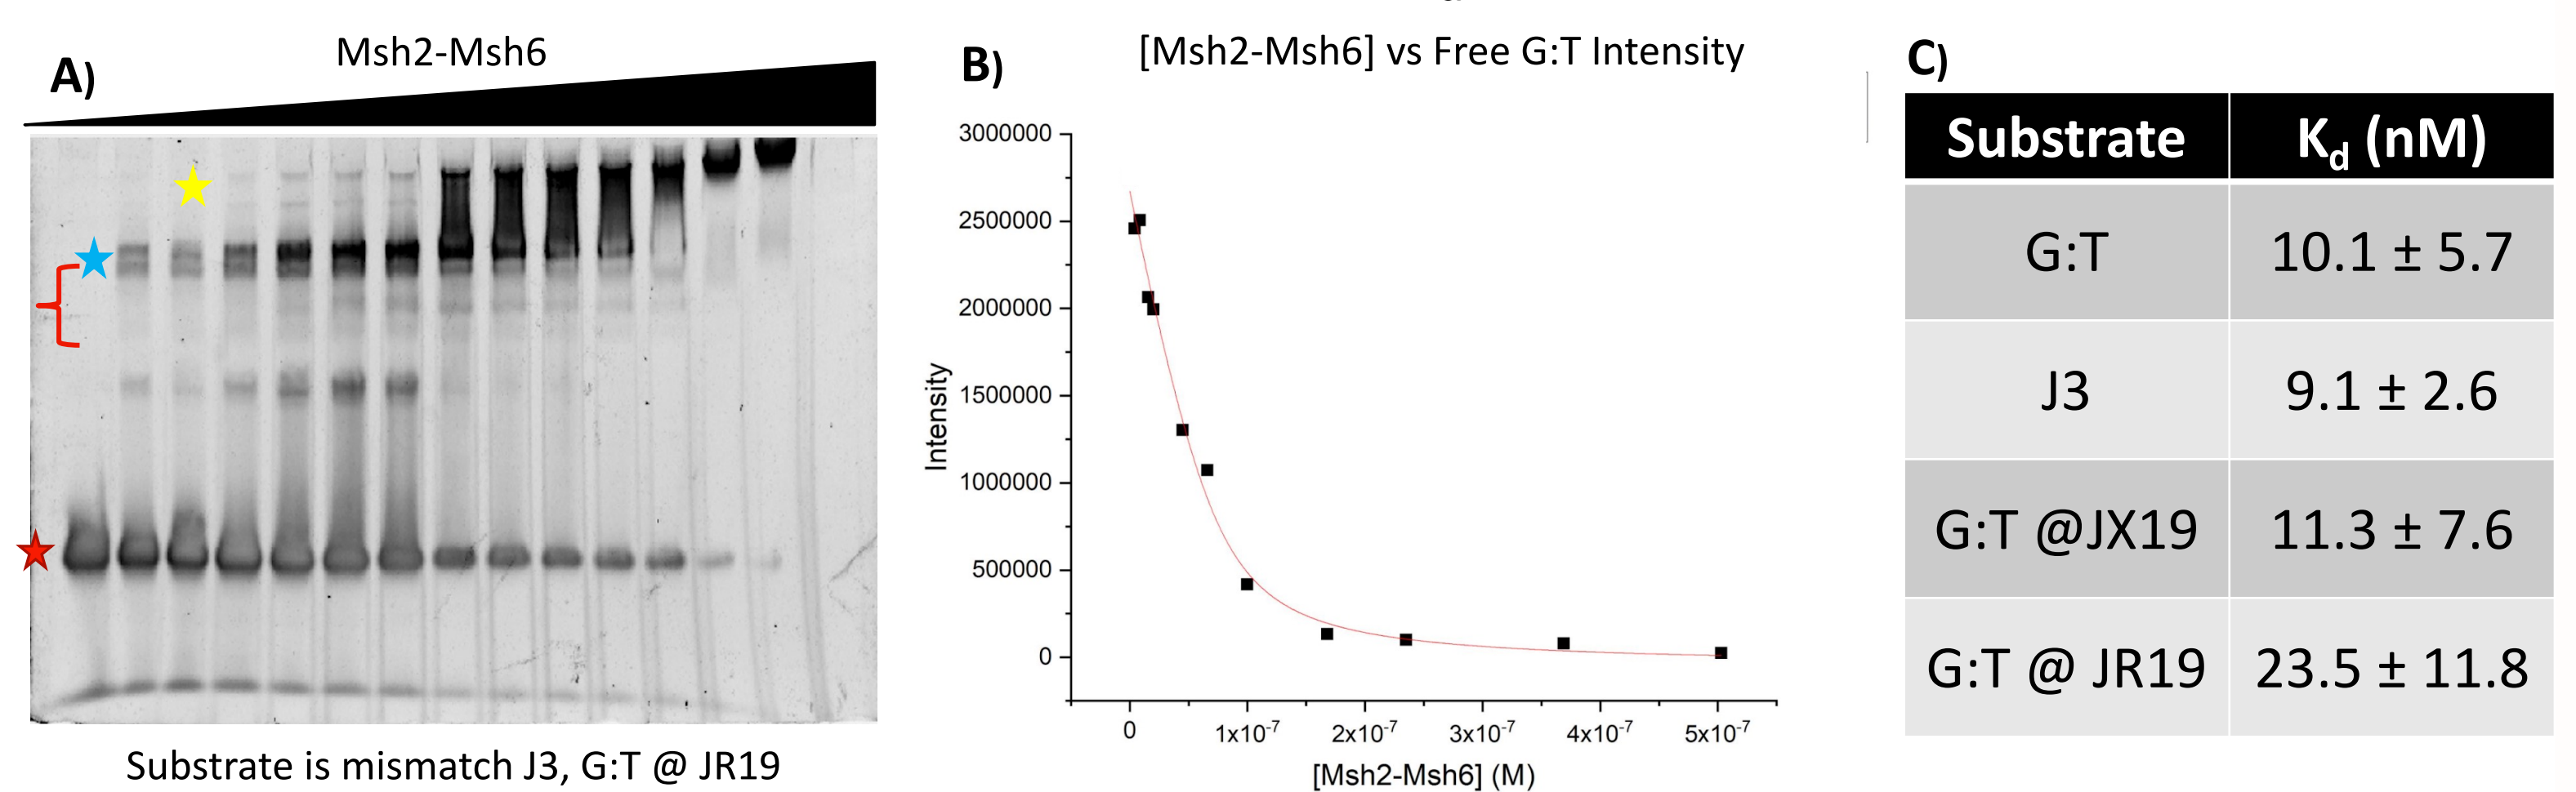 A)
Msh2-Msh6
Substrate is mismatch J3, G:T @ JR19
B)
[Msh2-Msh6] vs Free G:T Intensity
Intensity
3000000
2500000
2000000
1500000
1000000
500000
0
0 1x10⁻⁷ 2x10⁻⁷ 3x10⁻⁷ 4x10⁻⁷ 5x10⁻⁷
[Msh2-Msh6] (M)
C)
Substrate K_d (nM)
G:T 10.1 ± 5.7
J3 9.1 ± 2.6
G:T @JX19 11.3 ± 7.6
G:T @ JR19 23.5 ± 11.8